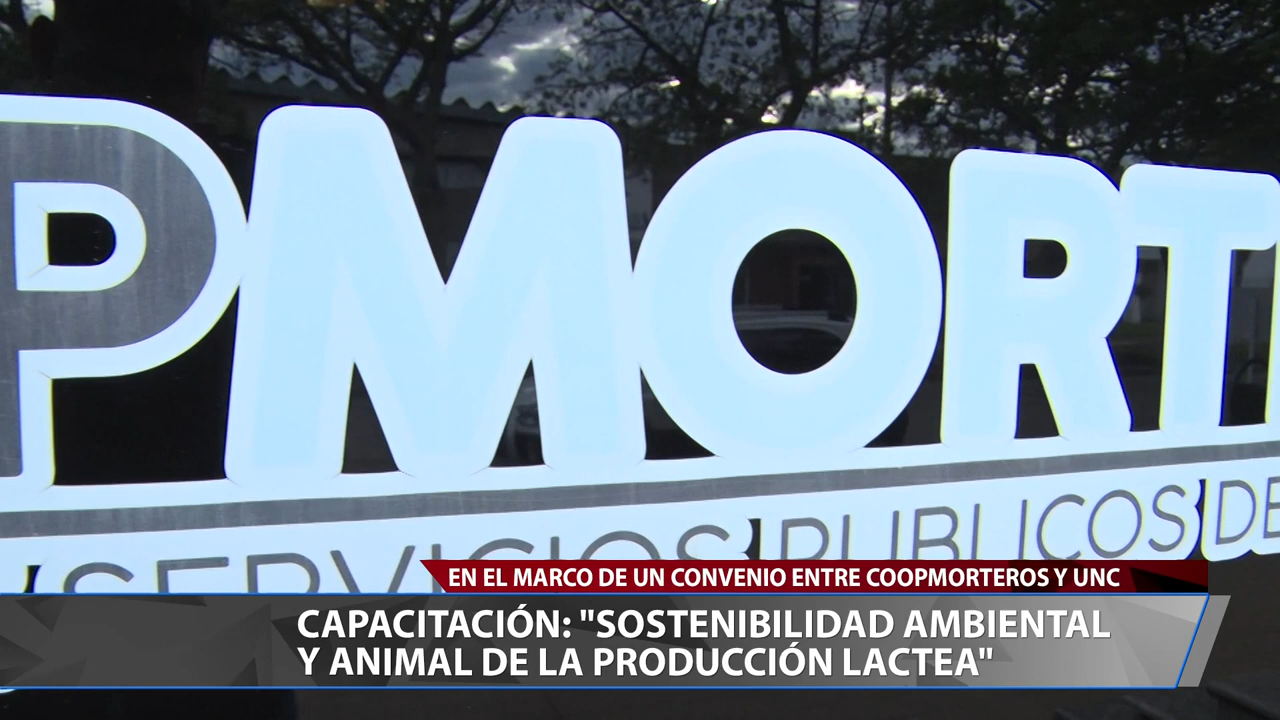 PMORT
SERVICIOS PUBLICOS DE
EN EL MARCO DE UN CONVENIO ENTRE COOPMORTEROS Y UNC
CAPACITACIÓN: "SOSTENIBILIDAD AMBIENTAL
Y ANIMAL DE LA PRODUCCIÓN LACTEA"